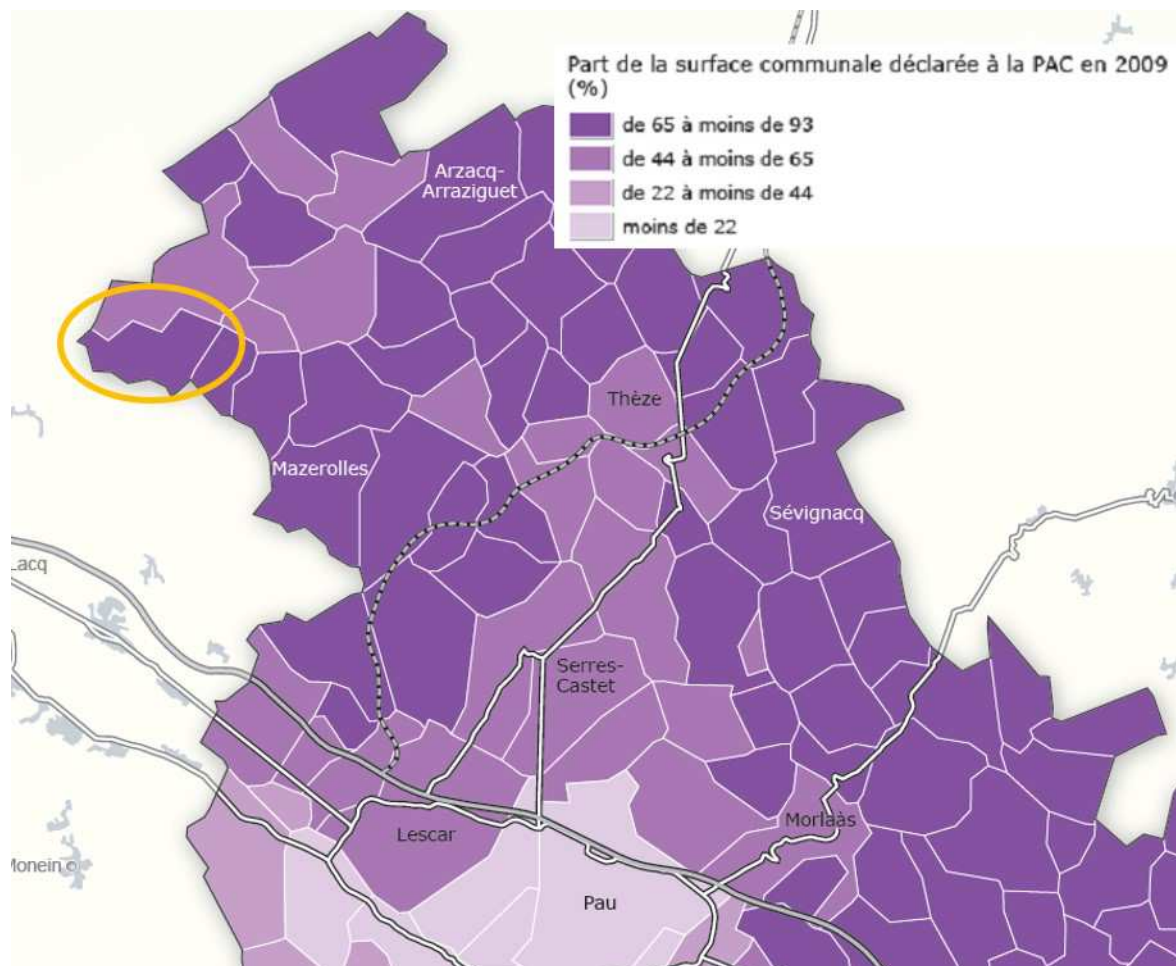 Part de la surface communale déclarée à la PAC en 2009
(%)
de 65 à moins de 93
de 44 à moins de 65
de 22 à moins de 44
moins de 22
Arzacq-
Arraziguet
Thèze
Mazerolles
Sévignacq
Lacq
Serres-
Castet
Morlaàs
Lescar
Monein
Pau